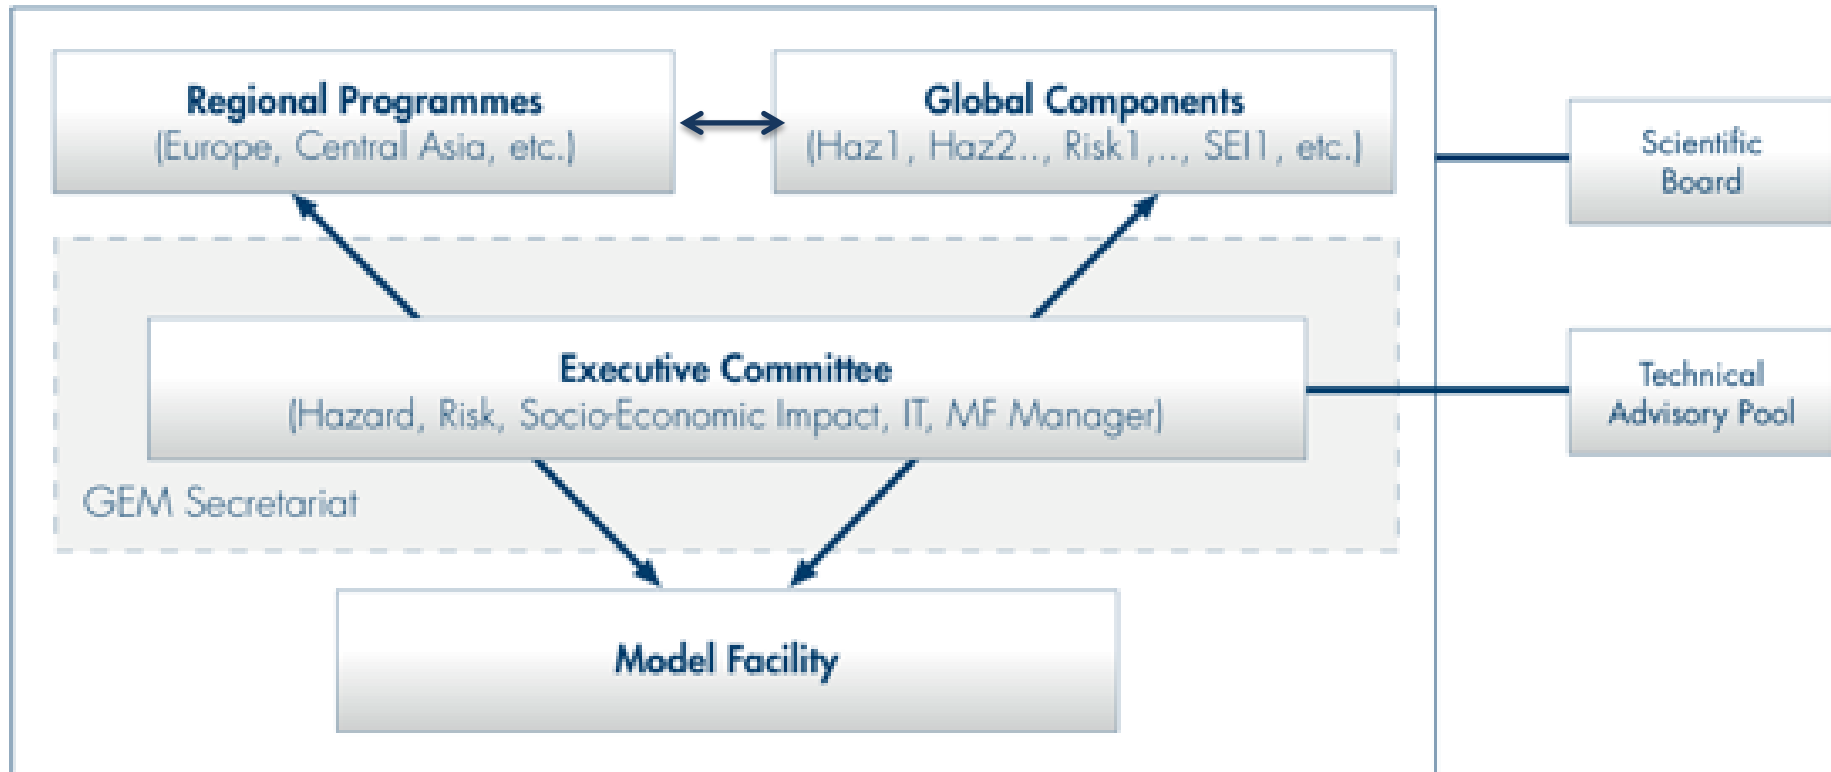 Regional Programmes
(Europe, Central Asia, etc.)
Global Components
(Haz1, Haz2.., Risk1,.., SEI1, etc.)
Scientific
Board
Executive Committee
(Hazard, Risk, Socio-Economic Impact, IT, MF Manager)
Technical
Advisory Pool
GEM Secretariat
Model Facility